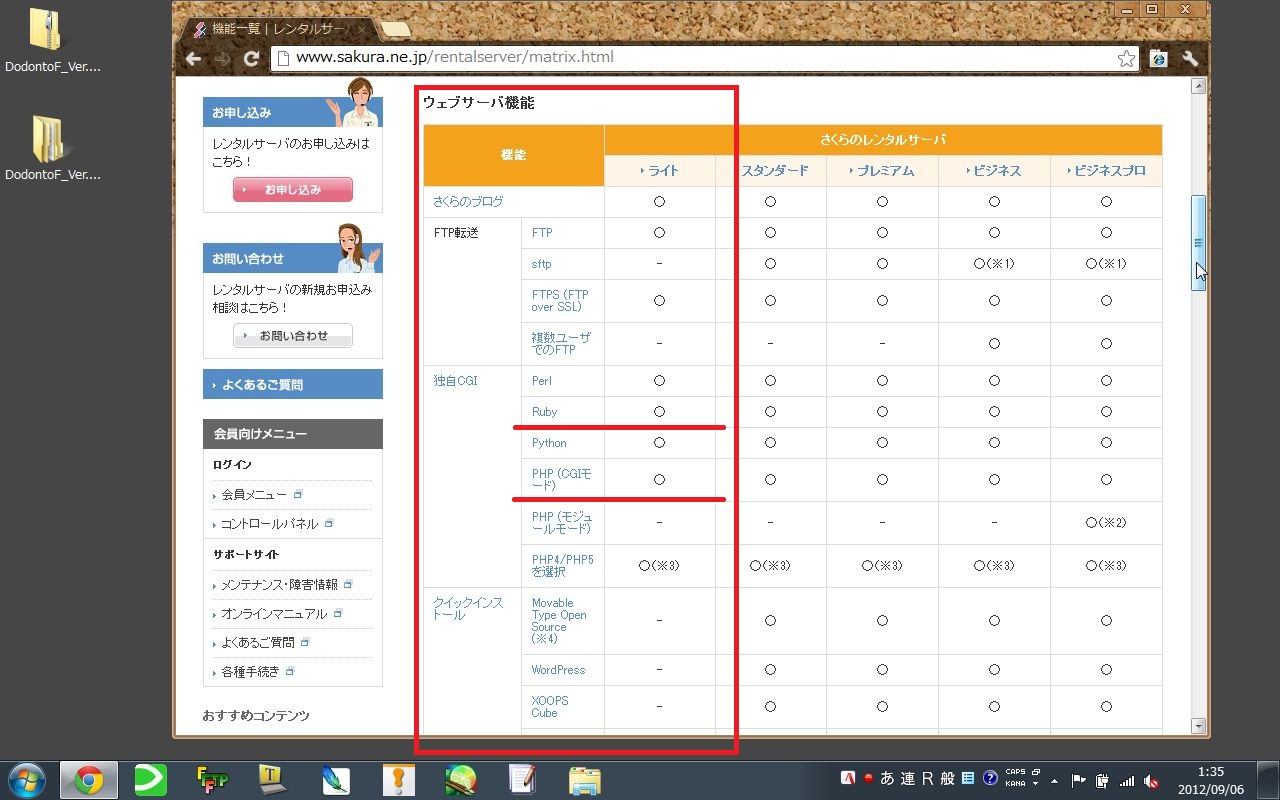 DodontoF_Ver....
DodontoF_Ver....
機能一覧 | レンタルサー
www.sakura.ne.jp/rentalserver/matrix.html
お申し込み
レンタルサーバのお申し込みは
こちら！
お申し込み
お問い合わせ
レンタルサーバの新規お申込み
相談はこちら！
お問い合わせ
よくあるご質問
会員向けメニュー
ログイン
会員メニュー
コントロールパネル
サポートサイト
メンテナンス・障害情報
オンラインマニュアル
よくあるご質問
各種手続き
おすすめコンテンツ
ウェブサーバ機能
機能 さくらのレンタルサーバ
ライト スタンダード プレミアム ビジネス ビジネスプロ
さくらのブログ ○ ○ ○ ○ ○
FTP転送 FTP ○ ○ ○ ○ ○
sftp - ○ ○ ○(※1) ○(※1)
FTPS (FTP
over SSL) ○ ○ ○ ○ ○
複数ユーザ
でのFTP - - - ○ ○
独自CGI Perl ○ ○ ○ ○ ○
Ruby ○ ○ ○ ○ ○
Python ○ ○ ○ ○ ○
PHP (CGIモ
ード) ○ ○ ○ ○ ○
PHP (モジュ
ールモード) - - - - ○(※2)
PHP4/PHP5
を選択 ○(※3) ○(※3) ○(※3) ○(※3) ○(※3)
クイックインス
トール
Movable
Type Open
Source
(※4) - ○ ○ ○ ○
WordPress - ○ ○ ○ ○
XOOPS
Cube - ○ ○ ○ ○
FFTP
あ 連 R 般
CAPS
KANA
1:35
2012/09/06